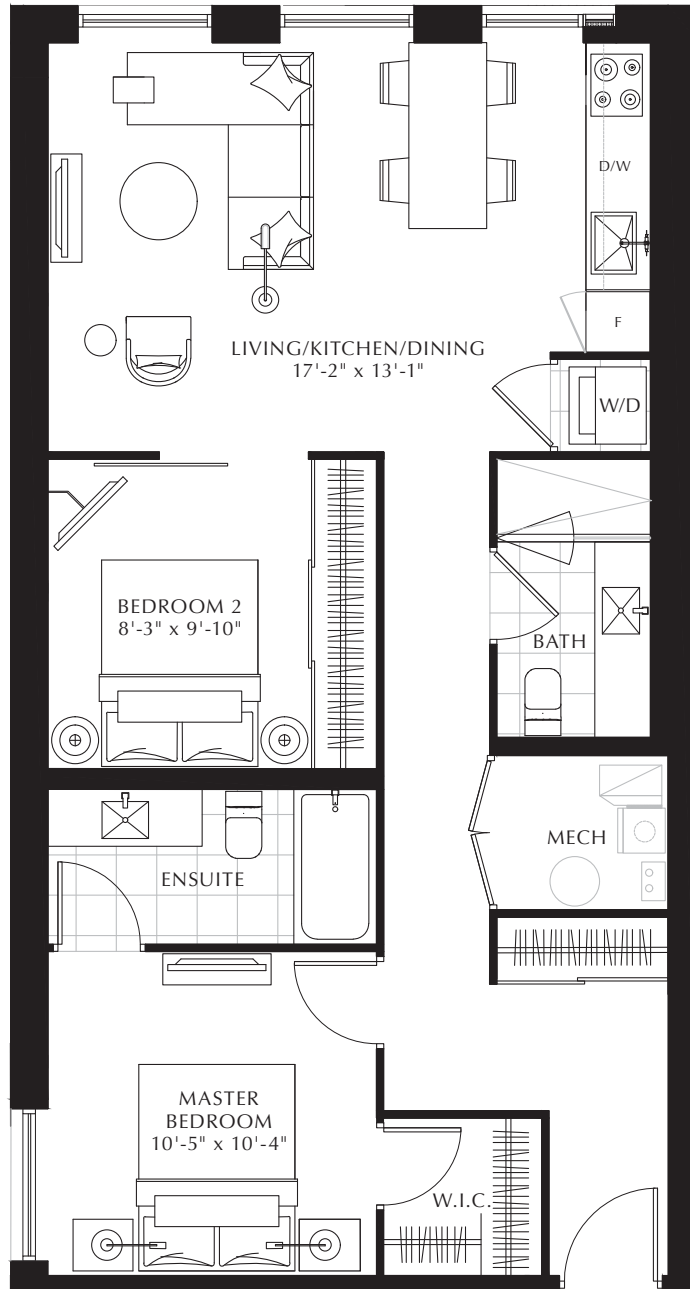 D/W
F
LIVING/KITCHEN/DINING
17'-2" x 13'-1"
W/D
BEDROOM 2
8'-3" x 9'-10"
BATH
MECH
ENSUITE
MASTER
BEDROOM
10'-5" x 10'-4"
W.I.C.